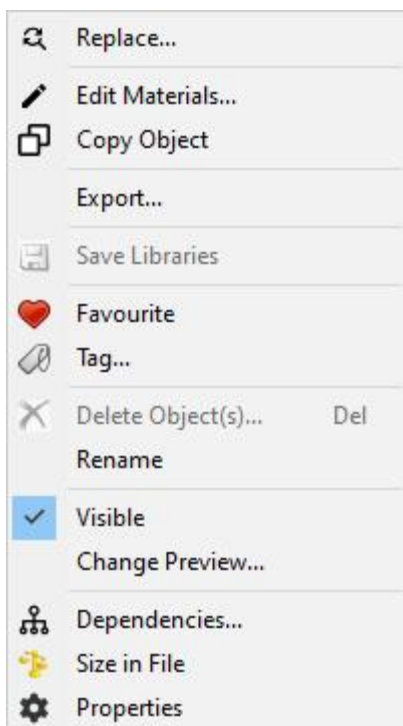 Replace...
Edit Materials...
Copy Object
Export...
Save Libraries
Favourite
Tag...
Delete Object(s)... Del
Rename
Visible
Change Preview...
Dependencies...
Size in File
Properties